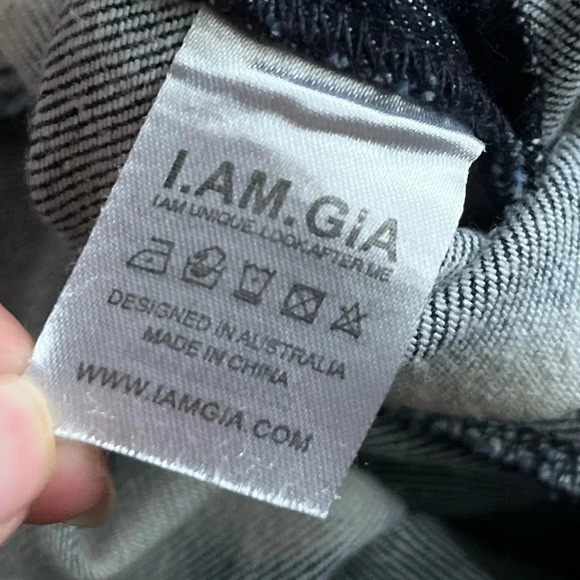 I.AM.GiA
I AM UNIQUE. LOOK AFTER ME
DESIGNED IN AUSTRALIA
MADE IN CHINA
WWW.IAMGIA.COM